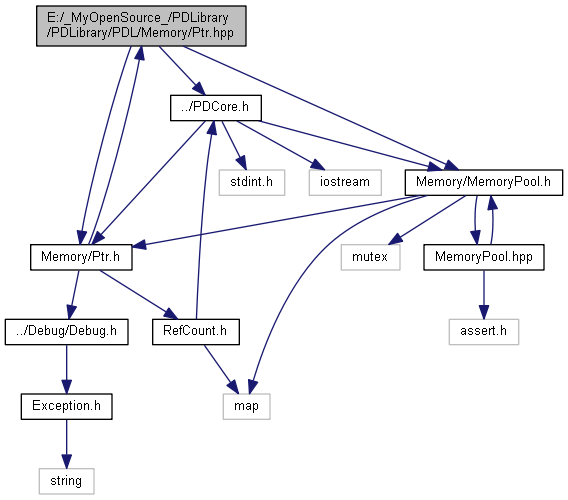 E:/_MyOpenSource_/PDLibrary
/PDLibrary/PDL/Memory/Ptr.hpp
../PDCore.h
stdint.h
iostream
Memory/MemoryPool.h
Memory/Ptr.h
mutex
MemoryPool.hpp
../Debug/Debug.h
RefCount.h
assert.h
Exception.h
map
string